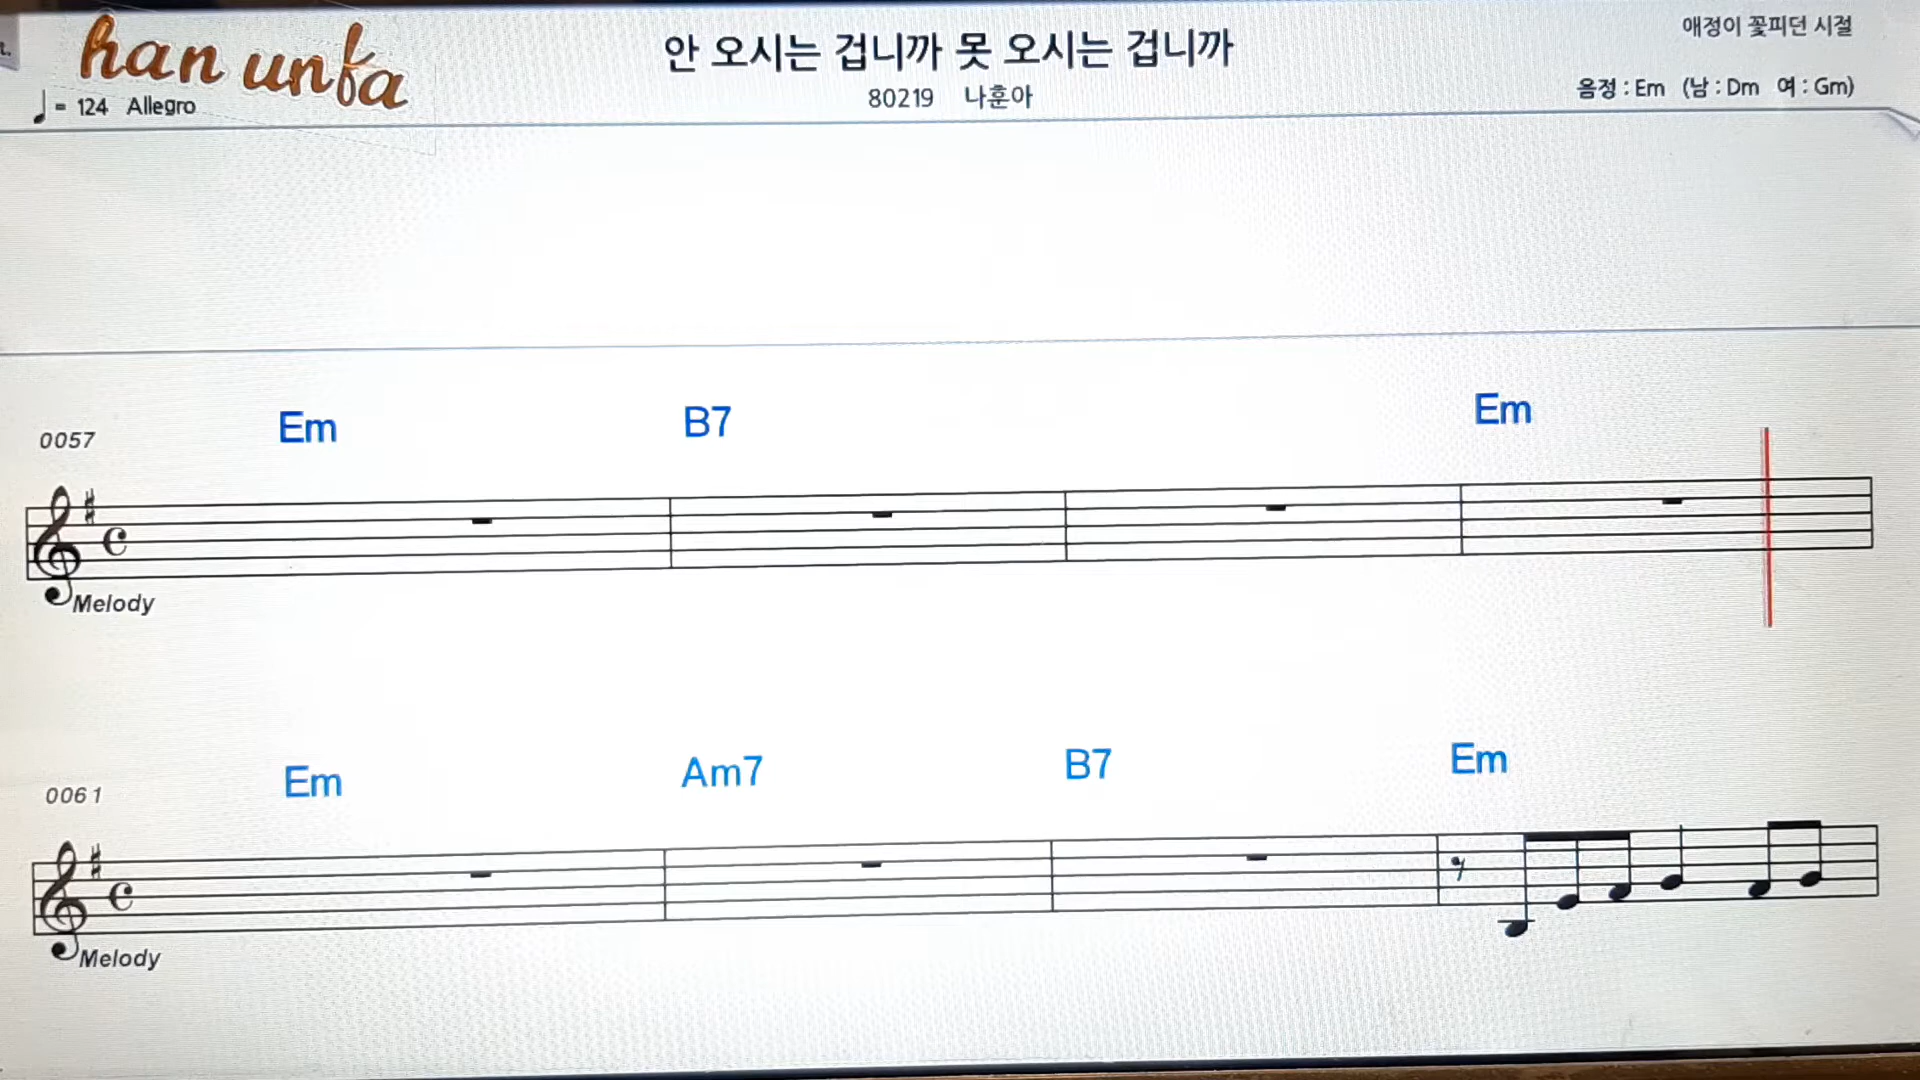 애정이 꽃피던 시절
han unfa
안 오시는 겁니까 못 오시는 겁니까
♩= 124 Allegro
80219 나훈아
음정 : Em (남 : Dm 여 : Gm)
0057 Em B7 Em
Melody
0061 Em Am7 B7 Em
Melody